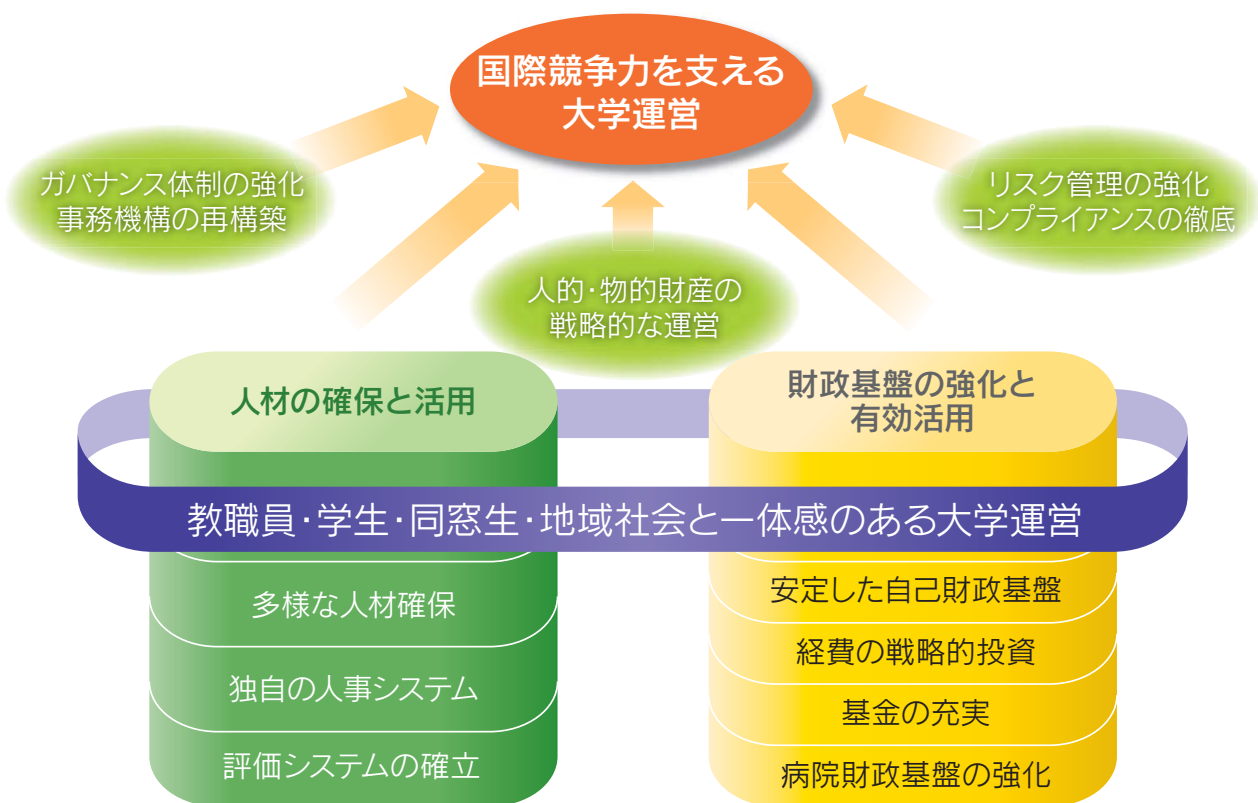 国際競争力を支える
大学運営
ガバナンス体制の強化
事務機構の再構築
リスク管理の強化
コンプライアンスの徹底
人的・物的財産の
戦略的な運営
人材の確保と活用
財政基盤の強化と
有効活用
教職員・学生・同窓生・地域社会と一体感のある大学運営
多様な人材確保
独自の人事システム
評価システムの確立
安定した自己財政基盤
経費の戦略的投資
基金の充実
病院財政基盤の強化